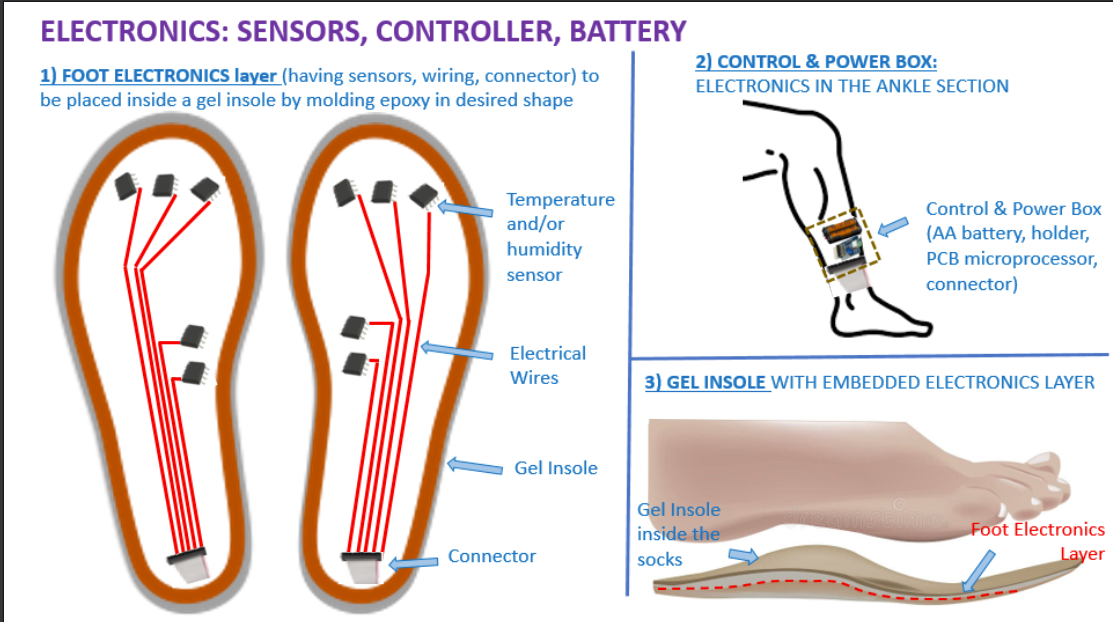 ELECTRONICS: SENSORS, CONTROLLER, BATTERY
1) FOOT ELECTRONICS layer (having sensors, wiring, connector) to
be placed inside a gel insole by molding epoxy in desired shape
Temperature
and/or
humidity
sensor
Electrical
Wires
Gel Insole
Connector
2) CONTROL & POWER BOX:
ELECTRONICS IN THE ANKLE SECTION
Control & Power Box
(AA battery, holder,
PCB microprocessor,
connector)
3) GEL INSOLE WITH EMBEDDED ELECTRONICS LAYER
Gel Insole
inside the
socks
Foot Electronics
Layer